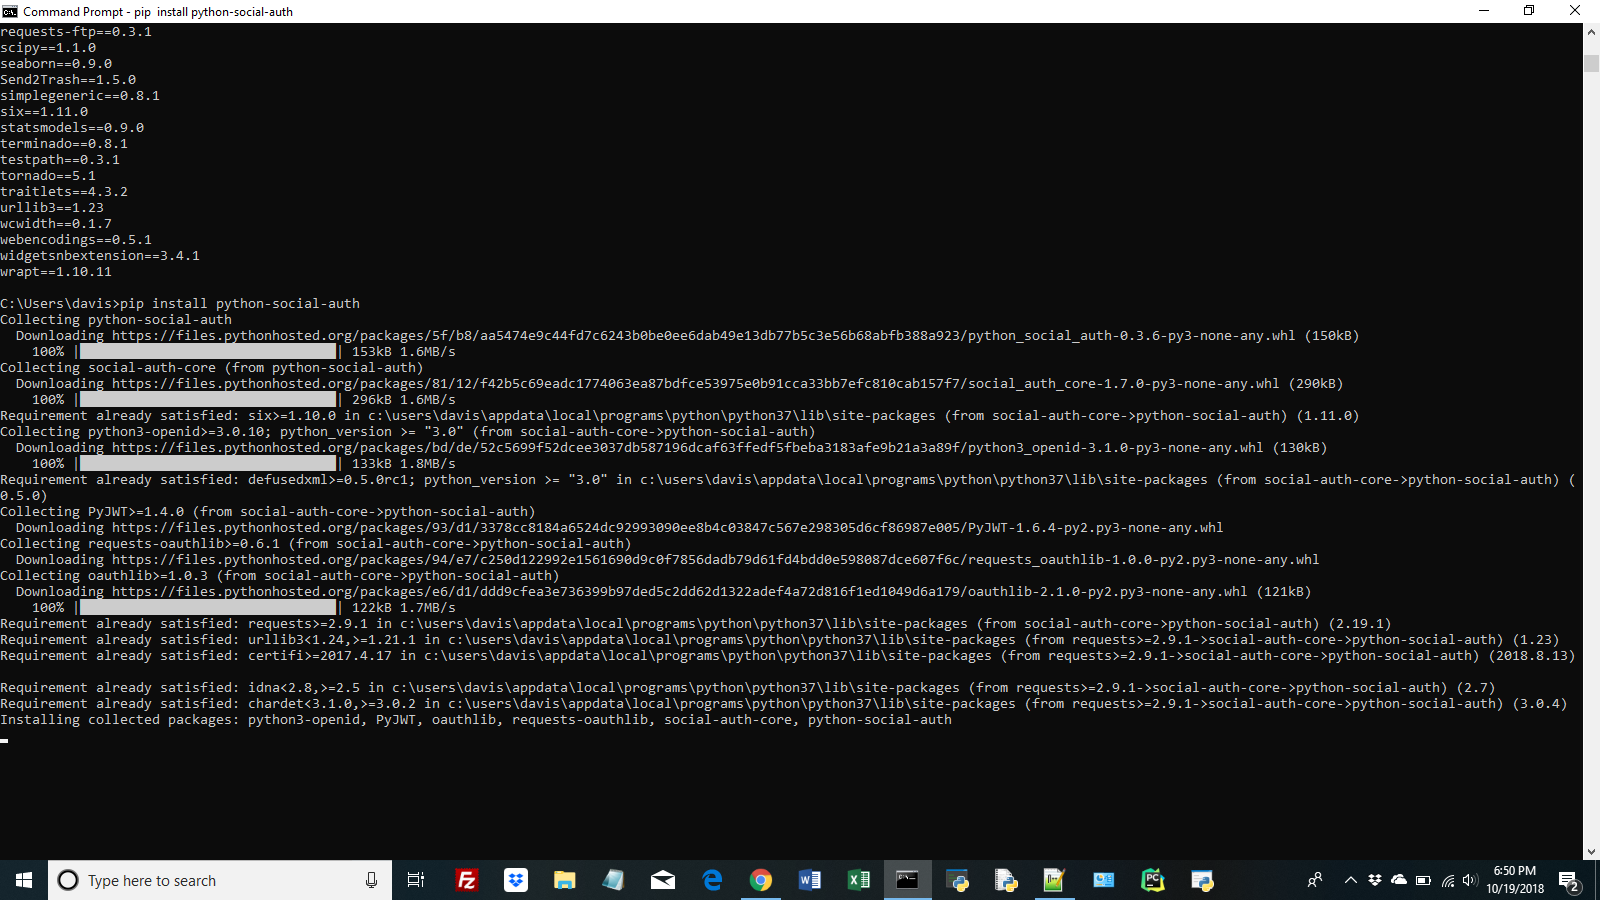 Command Prompt - pip  install python-social-auth
requests-ftp==0.3.1
scipy==1.1.0
seaborn==0.9.0
Send2Trash==1.5.0
simplegeneric==0.8.1
six==1.11.0
statsmodels==0.9.0
terminado==0.8.1
testpath==0.3.1
tornado==5.1
traitlets==4.3.2
urllib3==1.23
wcwidth==0.1.7
webencodings==0.5.1
widgetsnbextension==3.4.1
wrapt==1.10.11
C:\Users\davis>pip install python-social-auth
Collecting python-social-auth
  Downloading https://files.pythonhosted.org/packages/5f/b8/aa5474e9c44fd7c6243b0be0ee6dab49e13db77b5c3e56b68abfb388a923/python_social_auth-0.3.6-py3-none-any.whl (150kB)
    100% |████████████████████████████████| 153kB 1.6MB/s
Collecting social-auth-core (from python-social-auth)
  Downloading https://files.pythonhosted.org/packages/81/12/f42b5c69eadc1774063ea87bdfce53975e0b91cca33bb7efc810cab157f7/social_auth_core-1.7.0-py3-none-any.whl (290kB)
    100% |████████████████████████████████| 296kB 1.6MB/s
Requirement already satisfied: six>=1.10.0 in c:\users\davis\appdata\local\programs\python\python37\lib\site-packages (from social-auth-core->python-social-auth) (1.11.0)
Collecting python3-openid>=3.0.10; python_version >= "3.0" (from social-auth-core->python-social-auth)
  Downloading https://files.pythonhosted.org/packages/bd/de/52c5699f52dcee3037db587196dcaf63ffedf5fbeba3183afe9b21a3a89f/python3_openid-3.1.0-py3-none-any.whl (130kB)
    100% |████████████████████████████████| 133kB 1.8MB/s
Requirement already satisfied: defusedxml>=0.5.0rc1; python_version >= "3.0" in c:\users\davis\appdata\local\programs\python\python37\lib\site-packages (from social-auth-core->python-social-auth) (
0.5.0)
Collecting PyJWT>=1.4.0 (from social-auth-core->python-social-auth)
  Downloading https://files.pythonhosted.org/packages/93/d1/3378cc8184a6524dc92993090ee8b4c03847c567e298305d6cf86987e005/PyJWT-1.6.4-py2.py3-none-any.whl
Collecting requests-oauthlib>=0.6.1 (from social-auth-core->python-social-auth)
  Downloading https://files.pythonhosted.org/packages/94/e7/c250d122992e1561690d9c0f7856dadb79d61fd4bdd0e598087dce607f6c/requests_oauthlib-1.0.0-py2.py3-none-any.whl
Collecting oauthlib>=1.0.3 (from social-auth-core->python-social-auth)
  Downloading https://files.pythonhosted.org/packages/e6/d1/ddd9cfea3e736399b97ded5c2dd62d1322adef4a72d816f1ed1049d6a179/oauthlib-2.1.0-py2.py3-none-any.whl (121kB)
    100% |████████████████████████████████| 122kB 1.7MB/s
Requirement already satisfied: requests>=2.9.1 in c:\users\davis\appdata\local\programs\python\python37\lib\site-packages (from social-auth-core->python-social-auth) (2.19.1)
Requirement already satisfied: urllib3<1.24,>=1.21.1 in c:\users\davis\appdata\local\programs\python\python37\lib\site-packages (from requests>=2.9.1->social-auth-core->python-social-auth) (1.23)
Requirement already satisfied: certifi>=2017.4.17 in c:\users\davis\appdata\local\programs\python\python37\lib\site-packages (from requests>=2.9.1->social-auth-core->python-social-auth) (2018.8.13)
Requirement already satisfied: idna<2.8,>=2.5 in c:\users\davis\appdata\local\programs\python\python37\lib\site-packages (from requests>=2.9.1->social-auth-core->python-social-auth) (2.7)
Requirement already satisfied: chardet<3.1.0,>=3.0.2 in c:\users\davis\appdata\local\programs\python\python37\lib\site-packages (from requests>=2.9.1->social-auth-core->python-social-auth) (3.0.4)
Installing collected packages: python3-openid, PyJWT, oauthlib, requests-oauthlib, social-auth-core, python-social-auth
Type here to search
6:50 PM
10/19/2018
2